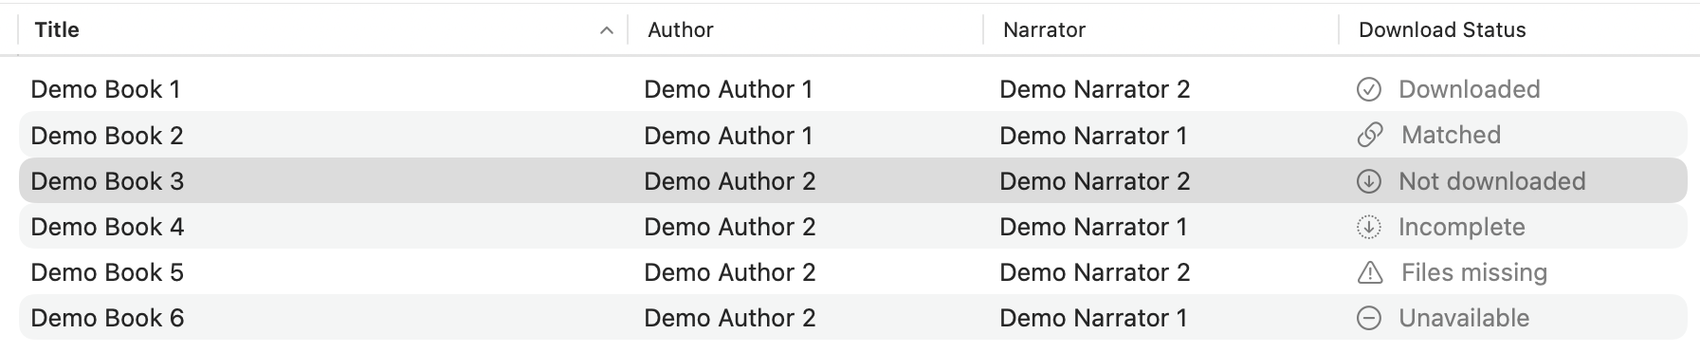 Title Author Narrator Download Status
Demo Book 1 Demo Author 1 Demo Narrator 2 Downloaded
Demo Book 2 Demo Author 1 Demo Narrator 1 Matched
Demo Book 3 Demo Author 2 Demo Narrator 2 Not downloaded
Demo Book 4 Demo Author 2 Demo Narrator 1 Incomplete
Demo Book 5 Demo Author 2 Demo Narrator 2 Files missing
Demo Book 6 Demo Author 2 Demo Narrator 1 Unavailable